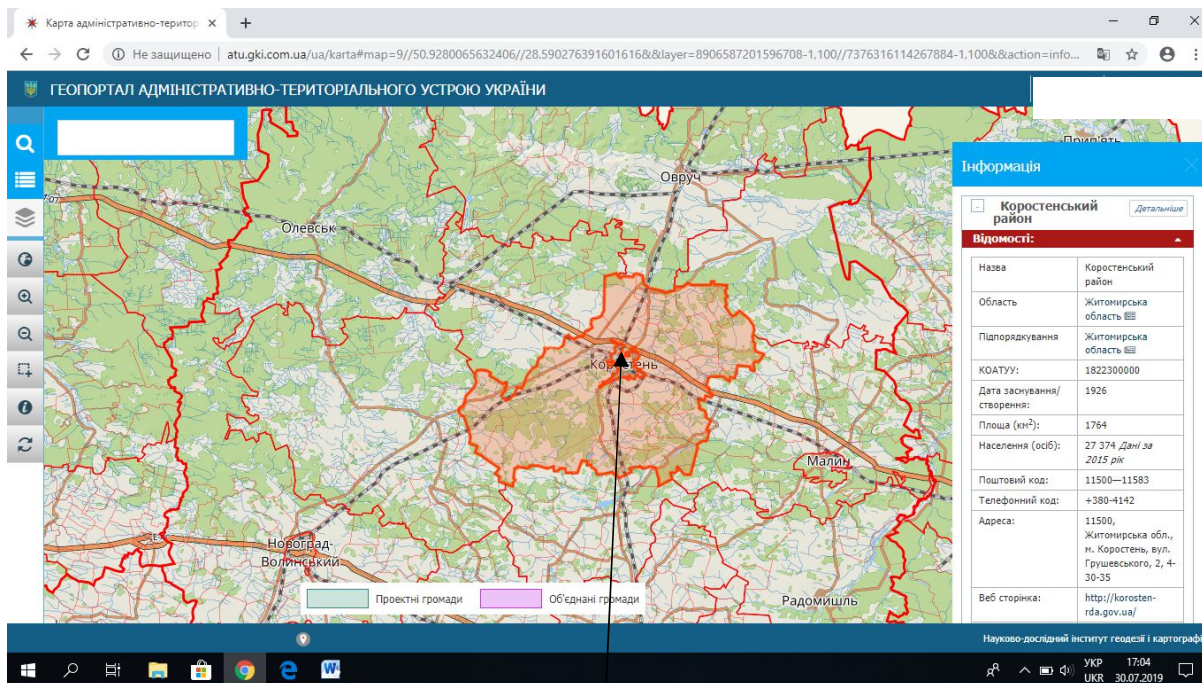 Карта адміністративно-територ
Не защищено | atu.gki.com.ua/ua/karta#map=9//50.9280065632406//28.590276391601616&&layer=8906587201596708-1,100//7376316114267884-1,100&&action=info...
ГЕОПОРТАЛ АДМІНІСТРАТИВНО-ТЕРИТОРІАЛЬНОГО УСТРОЮ УКРАЇНИ
Прип'ять
Овруч
Олевськ
Коростень
Малин
Новоград-
Волинський
Радомишль
Проектні громади
Об'єднані громади
Інформація
Коростенський
район
Детальніше
Відомості:
Назва
Коростенський
район
Область
Житомирська
область
Підпорядкування
Житомирська
область
КОАТУУ:
1822300000
Дата заснування/
створення:
1926
Площа (км²):
1764
Населення (осіб):
27 374 Дані за
2015 рік
Поштовий код:
11500—11583
Телефонний код:
+380-4142
Адреса:
11500,
Житомирська обл.,
м. Коростень, вул.
Грушевського, 2, 4-
30-35
Веб сторінка:
http://korosten-
rda.gov.ua/
Науково-дослідний інститут геодезії і картографі
УКР
UKR
17:04
30.07.2019